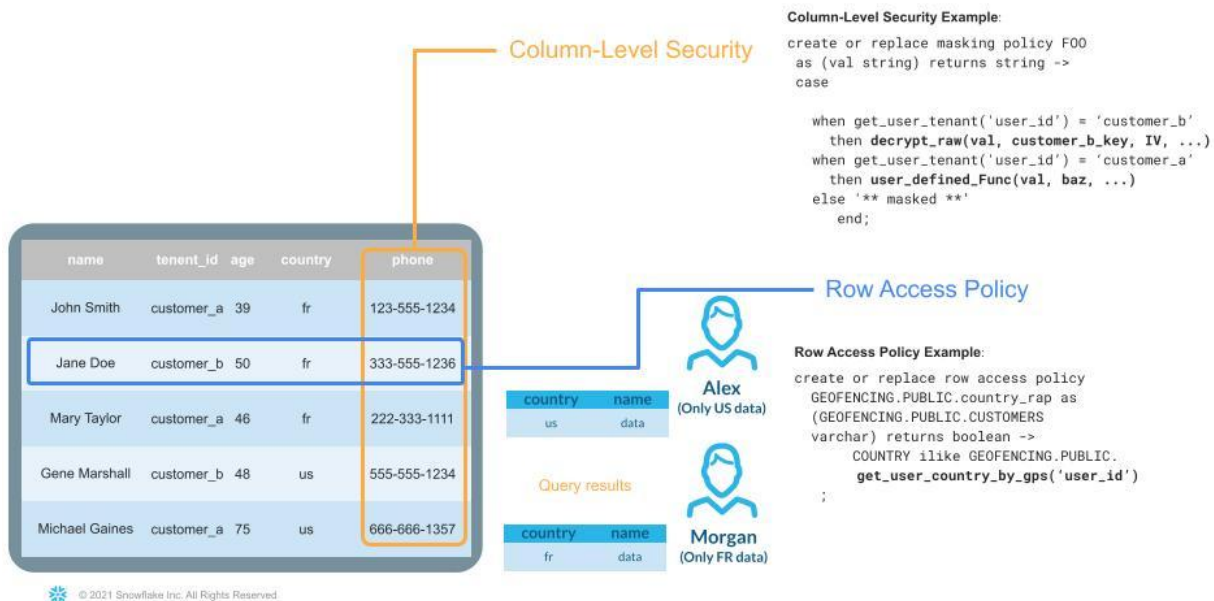 Column-Level Security
Column-Level Security Example:
create or replace masking policy FOO
as (val string) returns string ->
case
when get_user_tenant('user_id') = ‘customer_b’
then decrypt_raw(val, customer_b_key, IV, ...)
when get_user_tenant('user_id') = ‘customer_a’
then user_defined_Func(val, baz, ...)
else '** masked **'
end;
name tenent_id age country phone
John Smith customer_a 39 fr 123-555-1234
Jane Doe customer_b 50 fr 333-555-1236
Mary Taylor customer_a 46 fr 222-333-1111
Gene Marshall customer_b 48 us 555-555-1234
Michael Gaines customer_a 75 us 666-666-1357
Row Access Policy
Alex
(Only US data)
country name
us data
Query results
Morgan
(Only FR data)
country name
fr data
Row Access Policy Example:
create or replace row access policy
GEOFENCING.PUBLIC.country_rap as
(GEOFENCING.PUBLIC.CUSTOMERS
varchar) returns boolean ->
COUNTRY ilike GEOFENCING.PUBLIC.
get_user_country_by_gps(‘user_id’)
;
© 2021 Snowflake Inc. All Rights Reserved